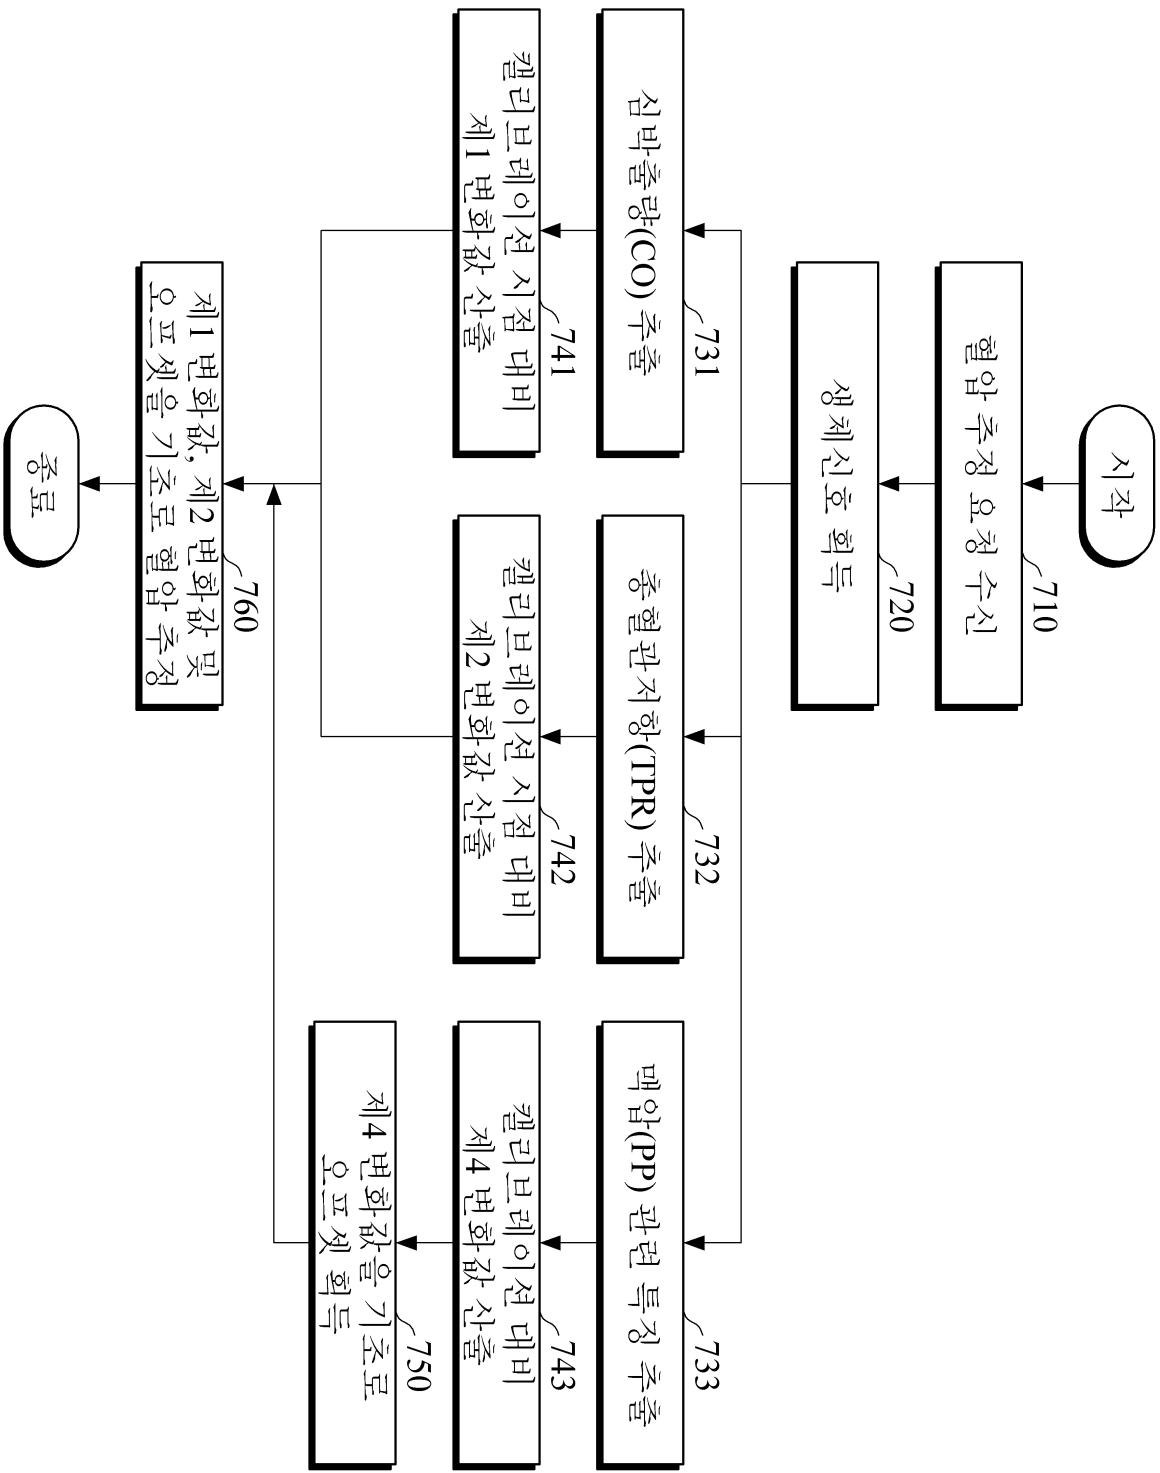 시작
혈압 추정 요청 수신
710
생체신호 획득
720
심박출량(CO) 추출
731
총혈관저항(TPR) 추출
732
맥압(PP) 관련 특징 추출
733
캘리브레이션 시점 대비
제1 변화값 산출
741
캘리브레이션 시점 대비
제2 변화값 산출
742
캘리브레이션 대비
제4 변화값 산출
743
제4 변화값을 기초로
오프셋 획득
750
제1 변화값, 제2 변화값 및
오프셋을 기초로 혈압 추정
760
종료